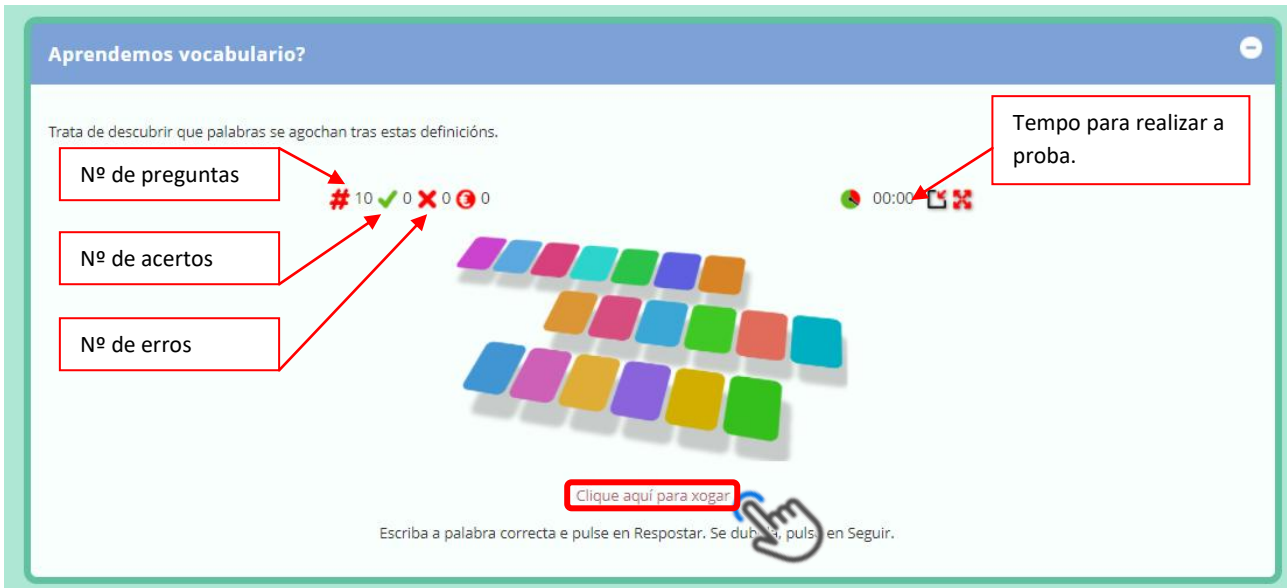 Aprendemos vocabulario?
Trata de descubrir que palabras se agochan tras estas definicións.
Tempo para realizar a
proba.
Nº de preguntas
# 10 0 0 0
00:00
Nº de acertos
Nº de erros
Clique aquí para xogar
Escriba a palabra correcta e pulse en Respostar. Se pulse en Seguir.